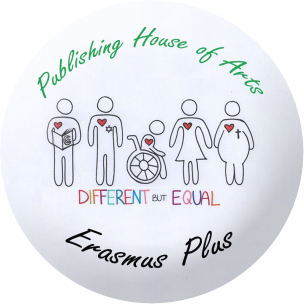 Publishing House of Arts
DIFFERENT BUT EQUAL
Erasmus Plus